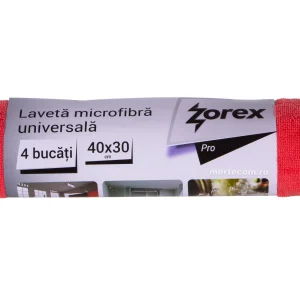 Lavetă microfibră
universală
4 bucăți
40x30
cm
Zorex
Pro